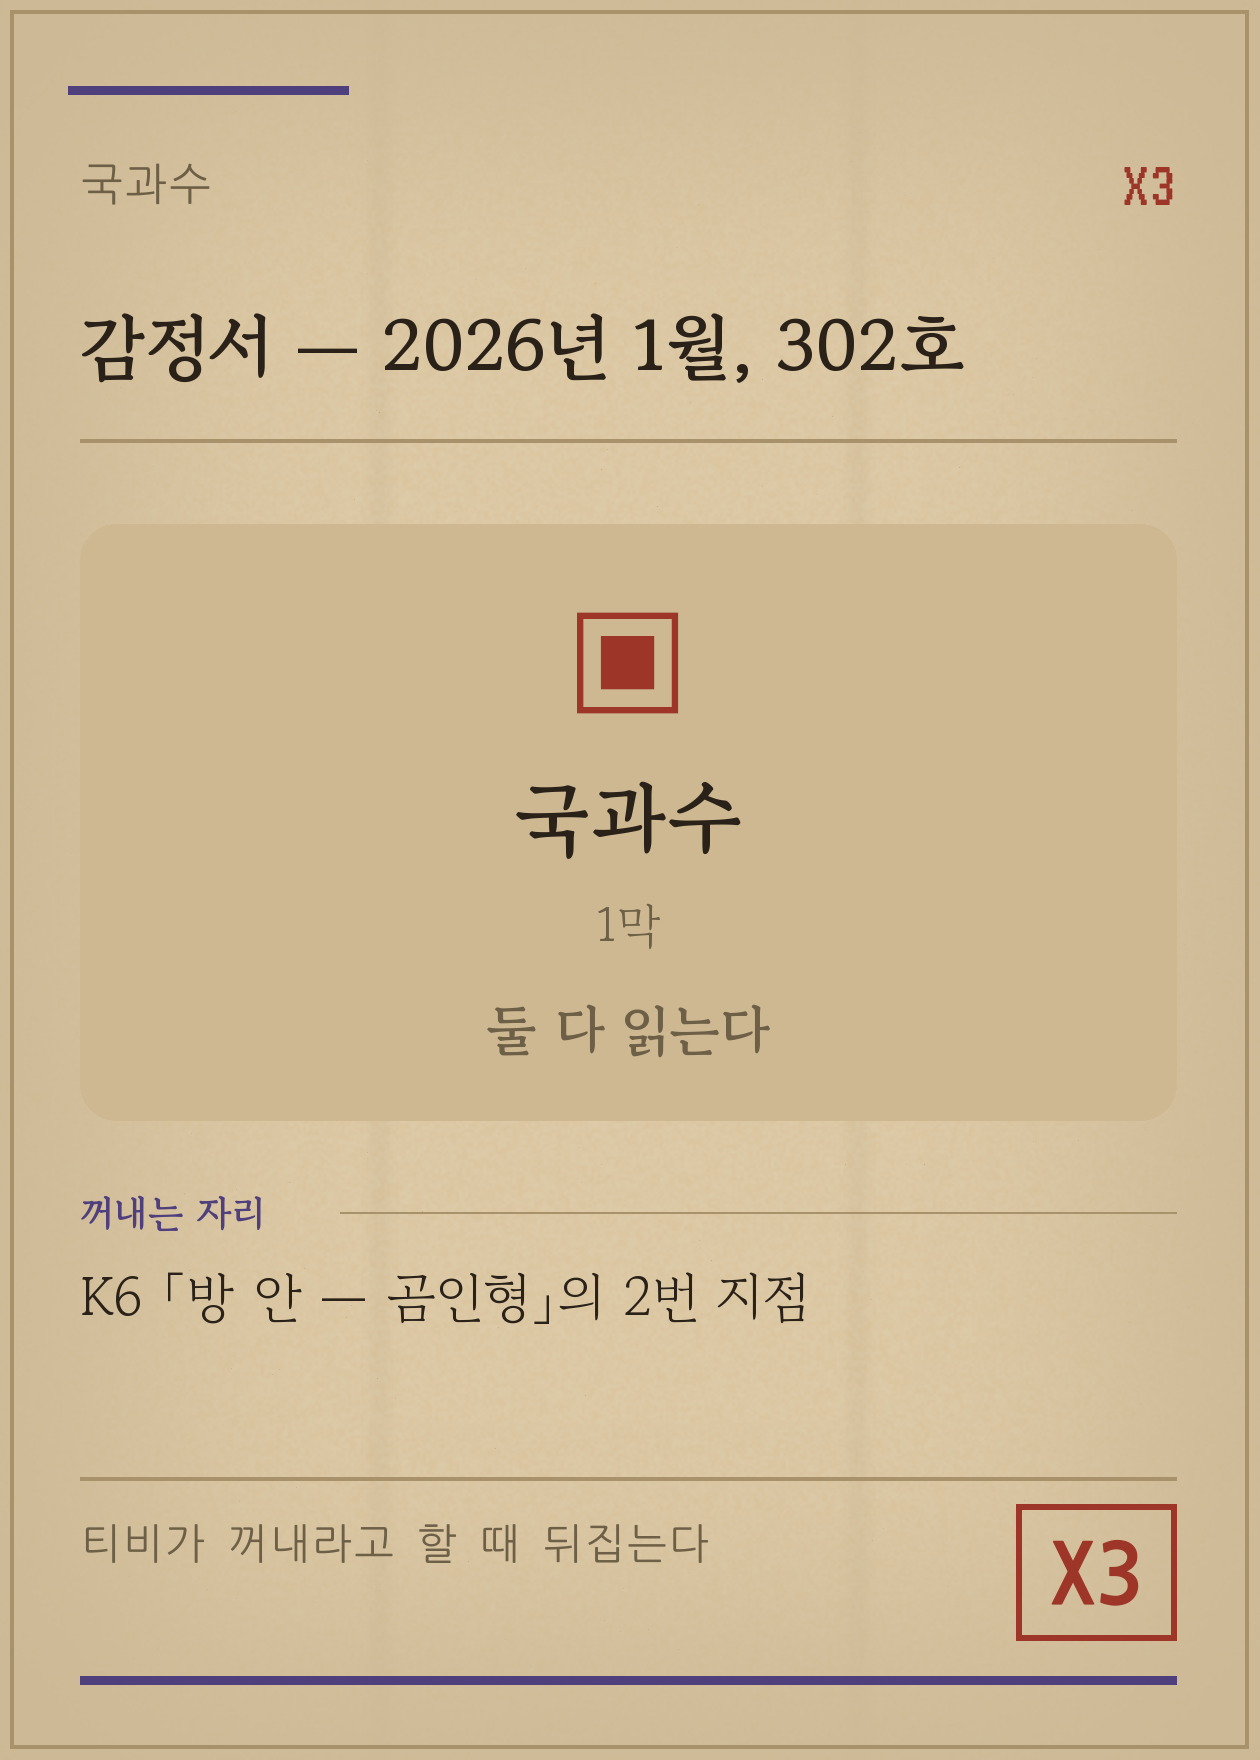 국과수
X3
감정서 — 2026년 1월, 302호
국과수
1막
둘 다 읽는다
꺼내는 자리
K6「방 안 — 곰인형」의 2번 지점
티비가 꺼내라고 할 때 뒤집는다
X3